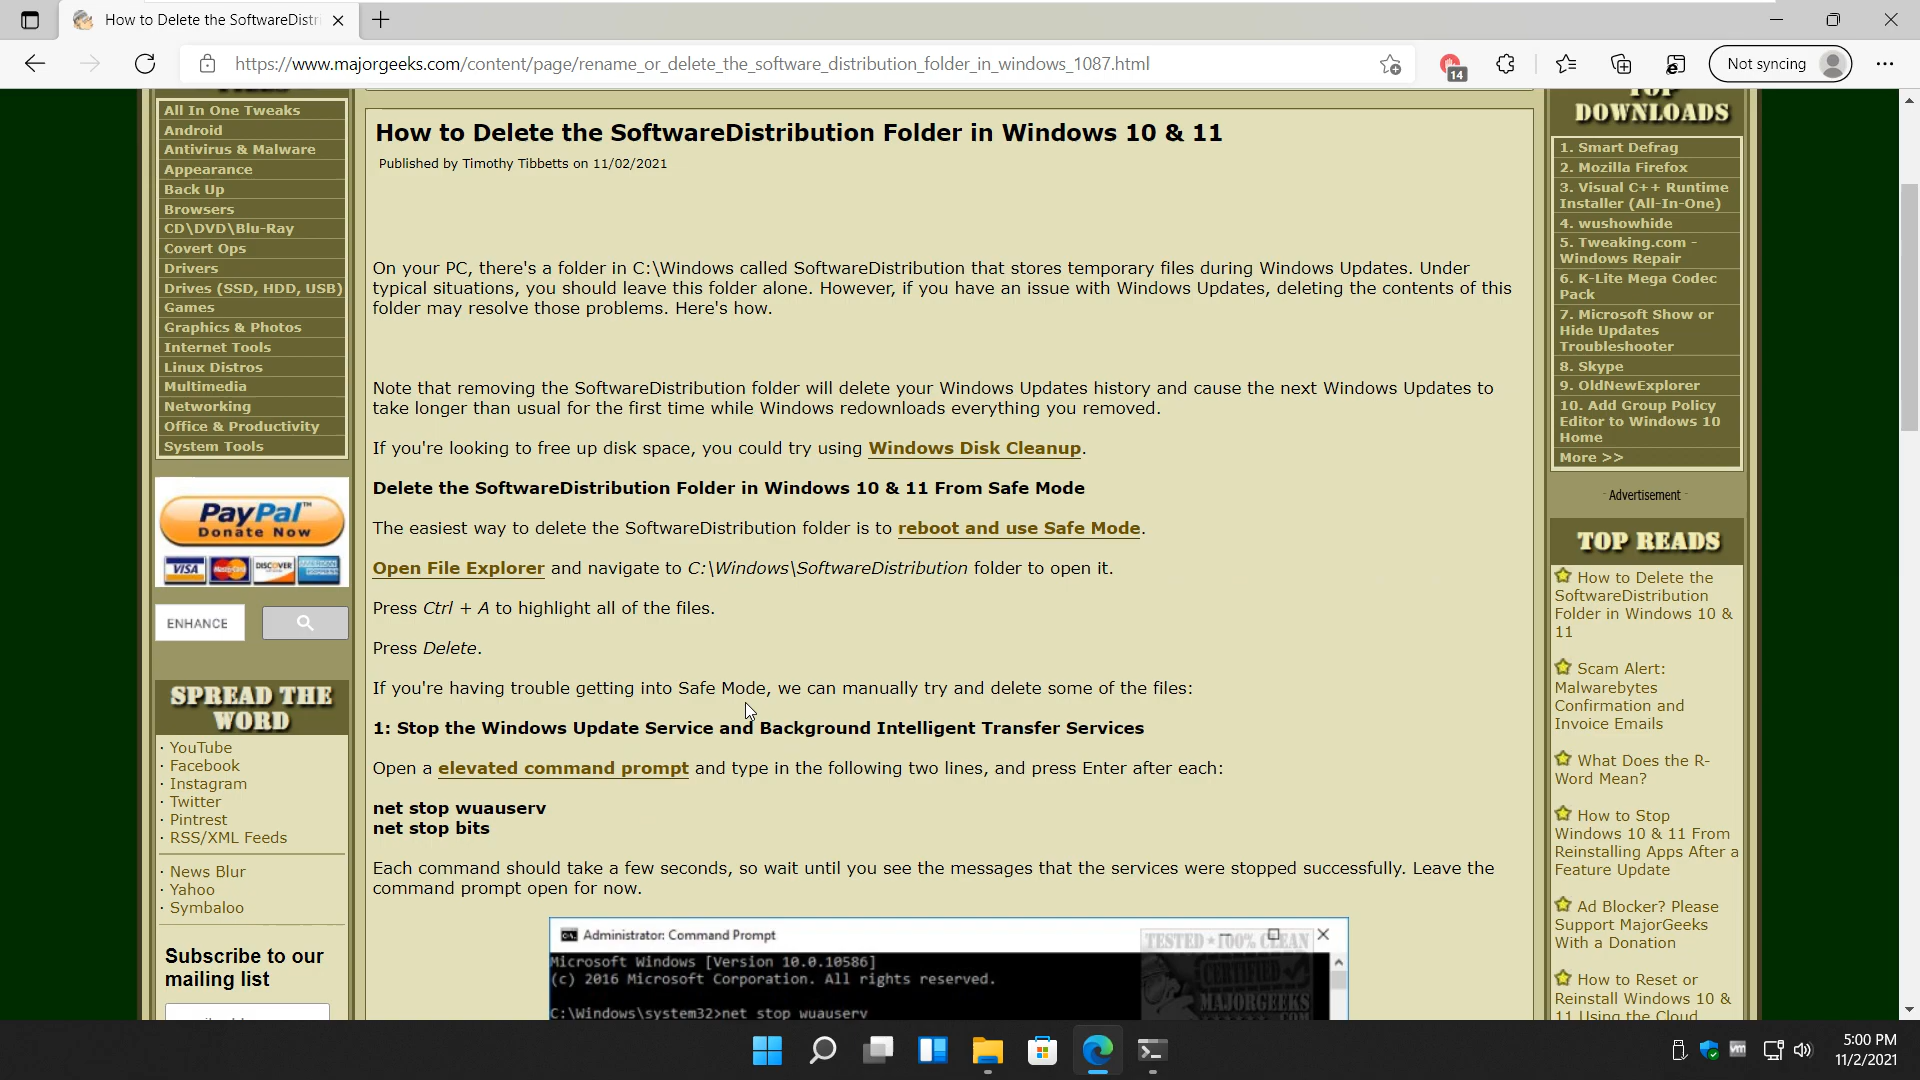 How to Delete the SoftwareDistri
https://www.majorgeeks.com/content/page/rename_or_delete_the_software_distribution_folder_in_windows_1087.html
14
Not syncing
All In One Tweaks
Android
Antivirus & Malware
Appearance
Back Up
Browsers
CD\DVD\Blu-Ray
Covert Ops
Drivers
Drives (SSD, HDD, USB)
Games
Graphics & Photos
Internet Tools
Linux Distros
Multimedia
Networking
Office & Productivity
System Tools
PayPal™
Donate Now
VISA
MasterCard
DISCOVER
AMERICAN EXPRESS
ENHANCE
SPREAD THE
WORD
· YouTube
· Facebook
· Instagram
· Twitter
· Pintrest
· RSS/XML Feeds
· News Blur
· Yahoo
· Symbaloo
Subscribe to our
mailing list
How to Delete the SoftwareDistribution Folder in Windows 10 & 11
Published by Timothy Tibbetts on 11/02/2021
On your PC, there's a folder in C:\Windows called SoftwareDistribution that stores temporary files during Windows Updates. Under
typical situations, you should leave this folder alone. However, if you have an issue with Windows Updates, deleting the contents of this
folder may resolve those problems. Here's how.
Note that removing the SoftwareDistribution folder will delete your Windows Updates history and cause the next Windows Updates to
take longer than usual for the first time while Windows redownloads everything you removed.
If you're looking to free up disk space, you could try using Windows Disk Cleanup.
Delete the SoftwareDistribution Folder in Windows 10 & 11 From Safe Mode
The easiest way to delete the SoftwareDistribution folder is to reboot and use Safe Mode.
Open File Explorer and navigate to C:\Windows\SoftwareDistribution folder to open it.
Press Ctrl + A to highlight all of the files.
Press Delete.
If you're having trouble getting into Safe Mode, we can manually try and delete some of the files:
1: Stop the Windows Update Service and Background Intelligent Transfer Services
Open a elevated command prompt and type in the following two lines, and press Enter after each:
net stop wuauserv
net stop bits
Each command should take a few seconds, so wait until you see the messages that the services were stopped successfully. Leave the
command prompt open for now.
Administrator: Command Prompt
Microsoft Windows [Version 10.0.10586]
(c) 2016 Microsoft Corporation. All rights reserved.
C:\Windows\system32>net stop wuauserv
TESTED ★ 100% CLEAN
CERTIFIED
MAJORGEEKS
.COM
TOP
DOWNLOADS
1. Smart Defrag
2. Mozilla Firefox
3. Visual C++ Runtime
Installer (All-In-One)
4. wushowhide
5. Tweaking.com -
Windows Repair
6. K-Lite Mega Codec
Pack
7. Microsoft Show or
Hide Updates
Troubleshooter
8. Skype
9. OldNewExplorer
10. Add Group Policy
Editor to Windows 10
Home
More >>
- Advertisement -
TOP READS
How to Delete the
SoftwareDistribution
Folder in Windows 10 &
11
Scam Alert:
Malwarebytes
Confirmation and
Invoice Emails
What Does the R-
Word Mean?
How to Stop
Windows 10 & 11 From
Reinstalling Apps After a
Feature Update
Ad Blocker? Please
Support MajorGeeks
With a Donation
How to Reset or
Reinstall Windows 10 &
11 Using the Cloud
vm
5:00 PM
11/2/2021